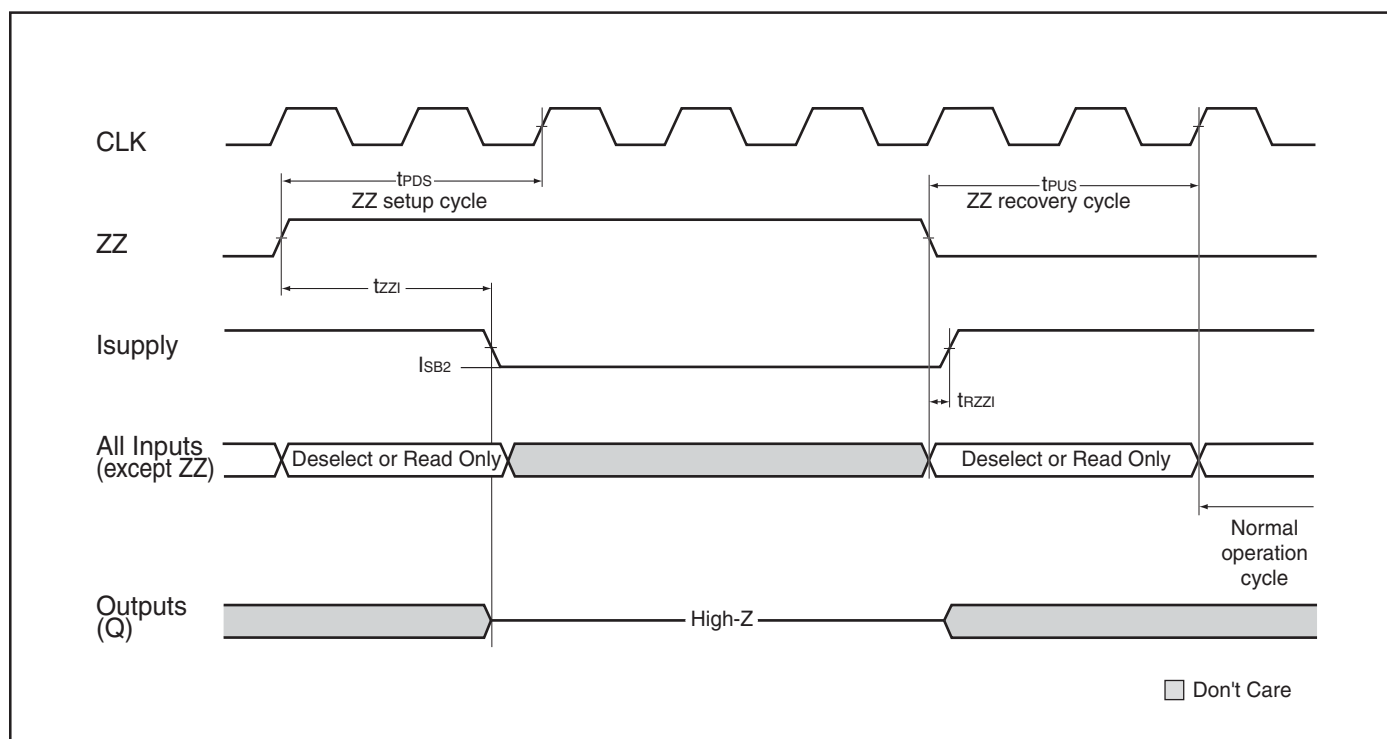 CLK
tPDS
ZZ setup cycle
tPUS
ZZ recovery cycle
ZZ
tZZI
Isupply
ISB2
tRZZI
All Inputs
(except ZZ)
Deselect or Read Only
Deselect or Read Only
Normal
operation
cycle
Outputs
(Q)
High-Z
Don't Care